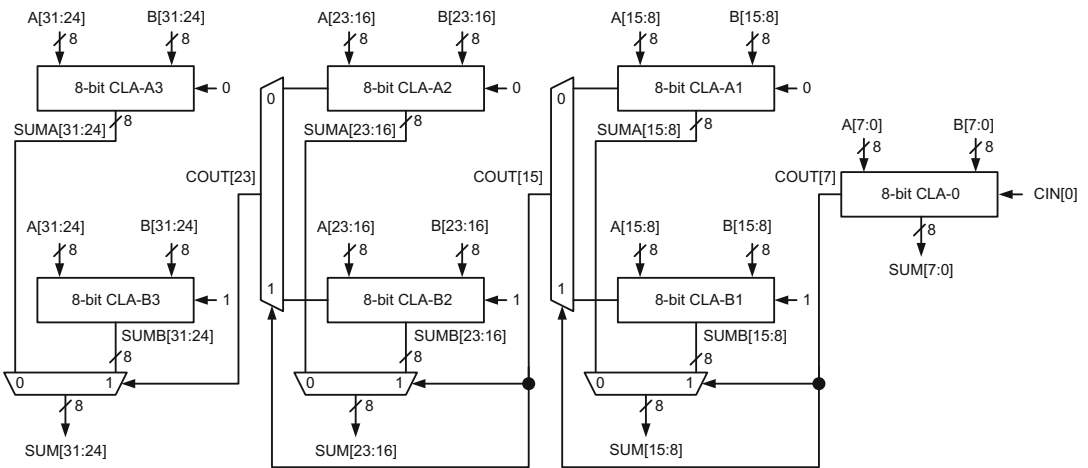 A[31:24] B[31:24] A[23:16] B[23:16] A[15:8] B[15:8]
8 8 8 8 8 8
8-bit CLA-A3 0 0 8-bit CLA-A2 0 0 8-bit CLA-A1 0
SUMA[31:24] 8 SUMA[23:16] 8 SUMA[15:8] 8
A[7:0] B[7:0]
8 8
COUT[23] COUT[15] COUT[7]
8-bit CLA-0 CIN[0]
8
SUM[7:0]
A[31:24] B[31:24] A[23:16] B[23:16] A[15:8] B[15:8]
8 8 8 8 8 8
8-bit CLA-B3 1 1 8-bit CLA-B2 1 1 8-bit CLA-B1 1
SUMB[31:24] SUMB[23:16] SUMB[15:8]
8 8 8
0 1 0 1 0 1
8 8 8
SUM[31:24] SUM[23:16] SUM[15:8]